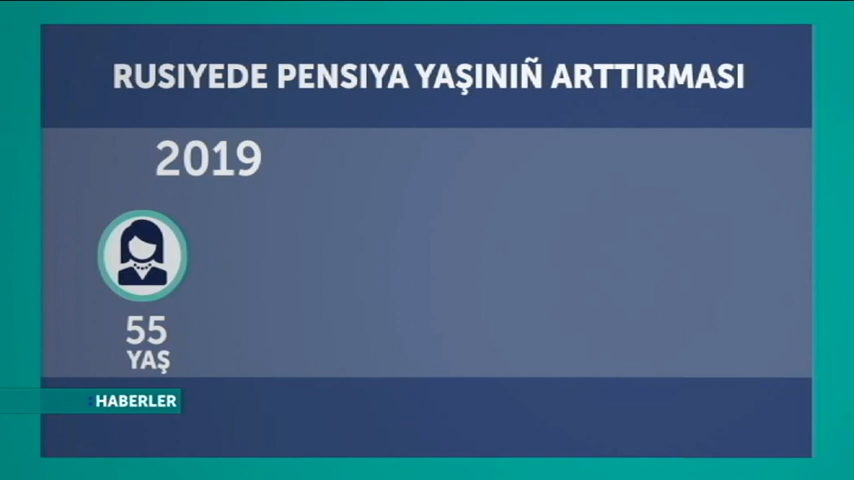 RUSIYEDE PENSIYA YAŞINIÑ ARTTIRMASI
2019
55
YAŞ
: HABERLER